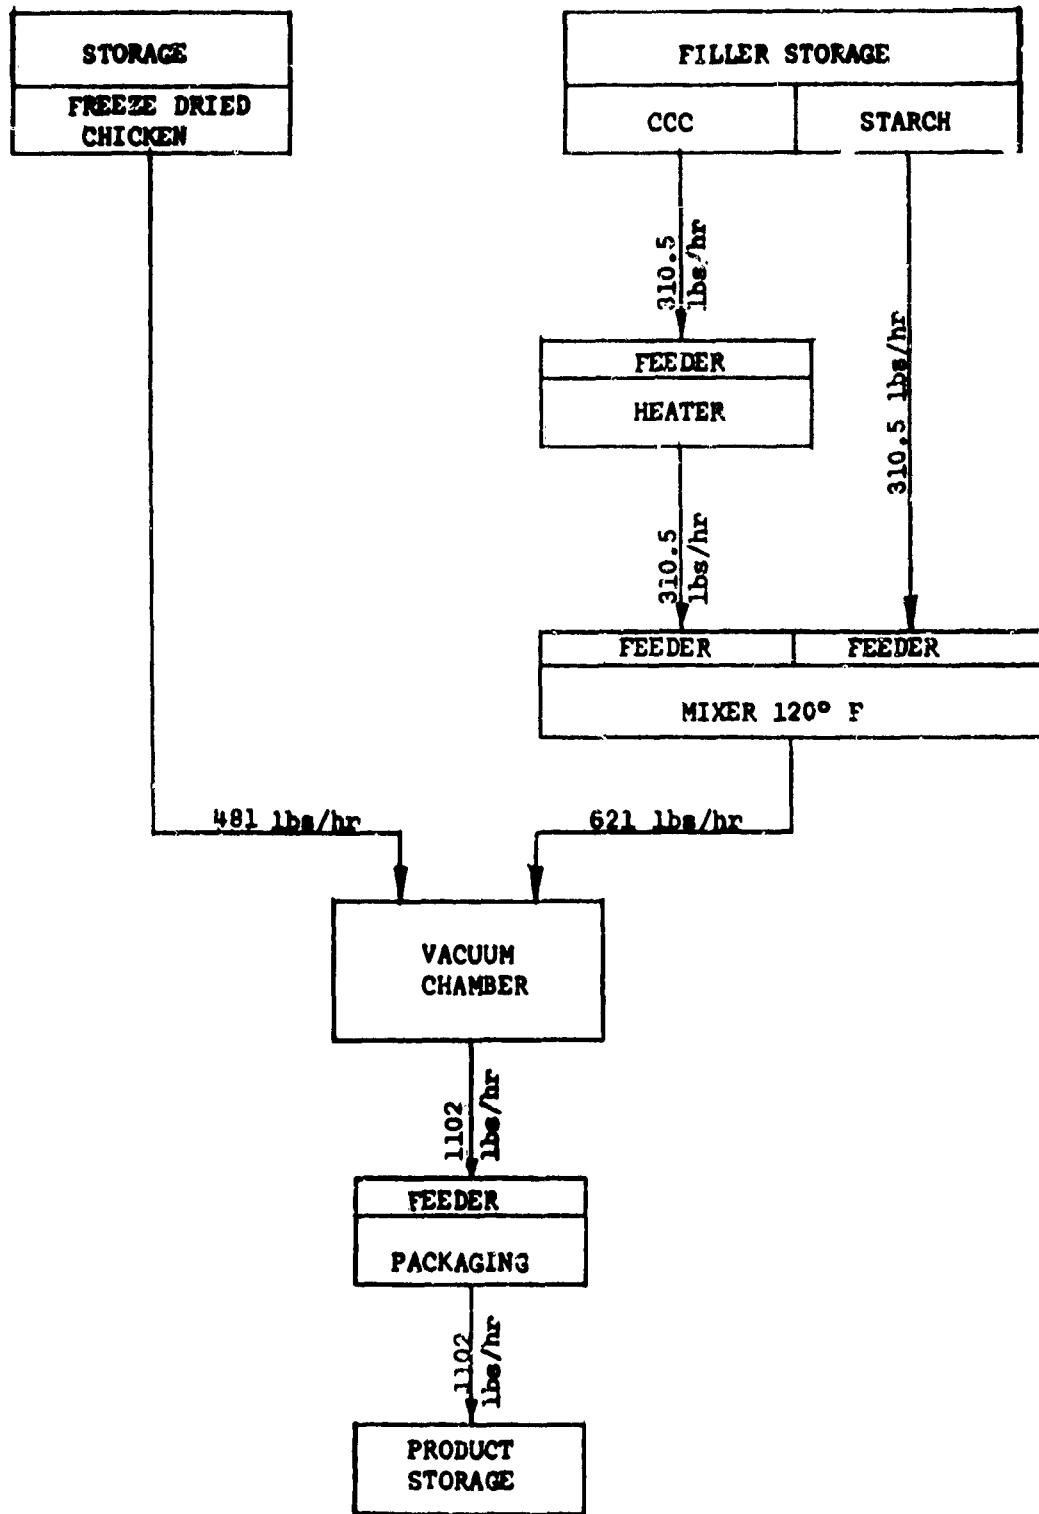 STORAGE
FREEZE DRIED
CHICKEN
FILLER STORAGE
CCC
STARCH
310.5
lbs/hr
310.5 lbs/hr
FEEDER
HEATER
310.5
lbs/hr
FEEDER
FEEDER
MIXER 120° F
481 lbs/hr
621 lbs/hr
VACUUM
CHAMBER
1102
lbs/hr
FEEDER
PACKAGING
1102
lbs/hr
PRODUCT
STORAGE